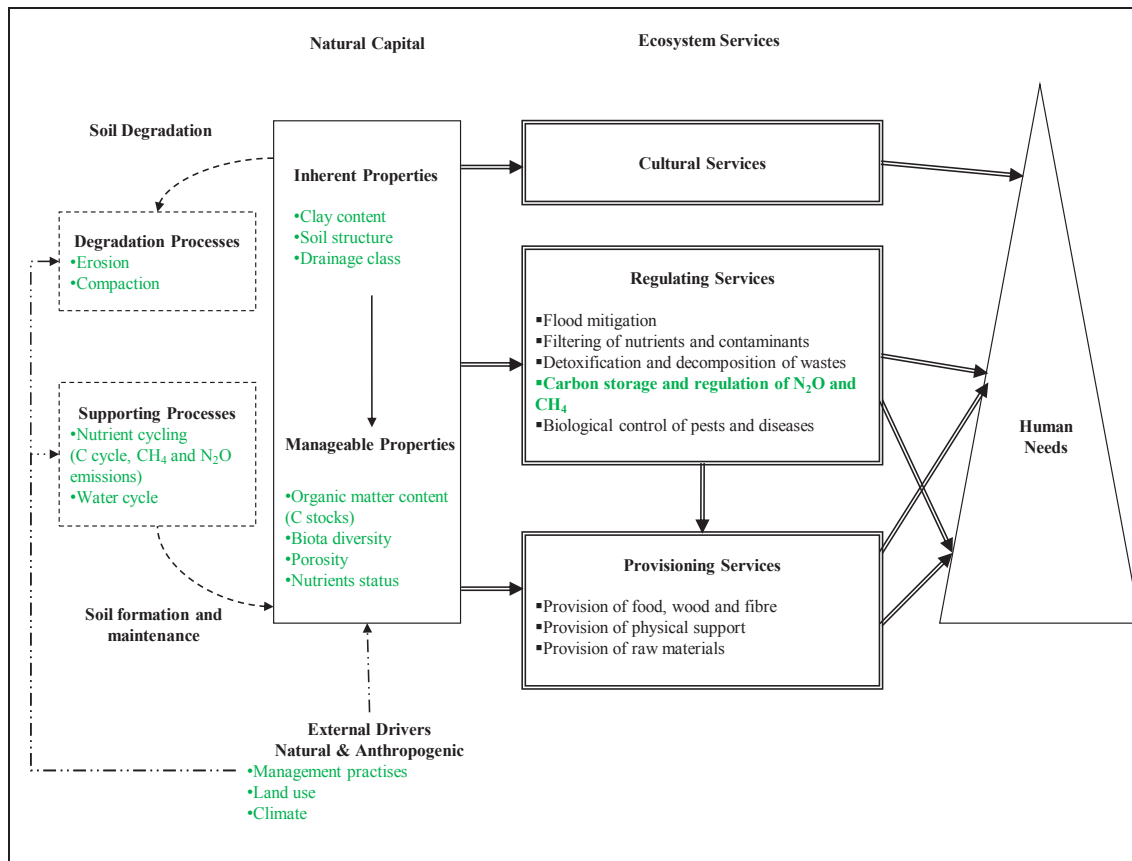 Natural Capital
Ecosystem Services
Soil Degradation
Degradation Processes
•Erosion
•Compaction
Supporting Processes
•Nutrient cycling
(C cycle, CH₄ and N₂O
emissions)
•Water cycle
Soil formation and
maintenance
Inherent Properties
•Clay content
•Soil structure
•Drainage class
Manageable Properties
•Organic matter content
(C stocks)
•Biota diversity
•Porosity
•Nutrients status
External Drivers
Natural & Anthropogenic
•Management practises
•Land use
•Climate
Cultural Services
Regulating Services
▪Flood mitigation
▪Filtering of nutrients and contaminants
▪Detoxification and decomposition of wastes
▪Carbon storage and regulation of N₂O and
CH₄
▪Biological control of pests and diseases
Provisioning Services
▪Provision of food, wood and fibre
▪Provision of physical support
▪Provision of raw materials
Human
Needs